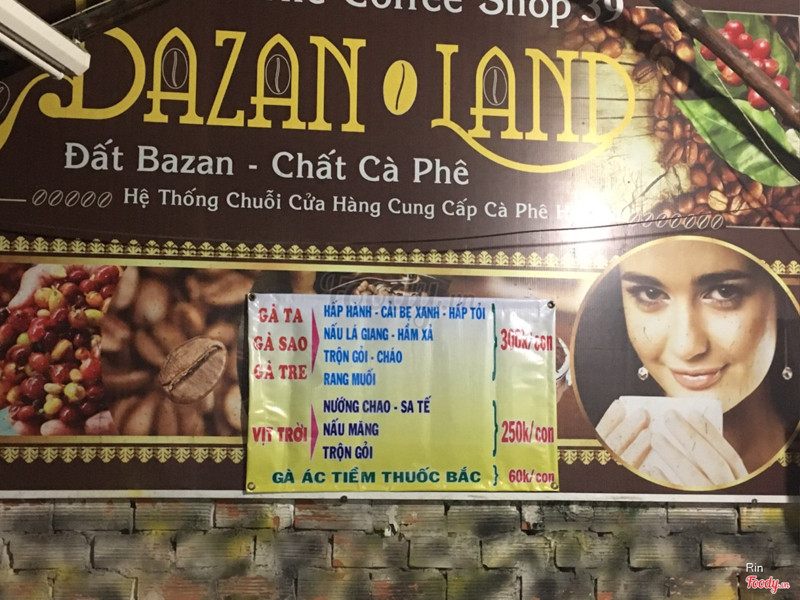 Coffee Shop 39
BAZAN LAND
Đất Bazan - Chất Cà Phê
Hệ Thống Chuỗi Cửa Hàng Cung Cấp Cà Phê
GÀ TA
GÀ SAO
GÀ TRE
HẤP HÀNH - CẢI BẸ XANH - HẤP TỎI
NẤU LÁ GIANG - HẦM XẢ
TRỘN GỎI - CHÁO
RANG MUỐI
300k/con
VỊT TRỜI
NƯỚNG CHAO - SA TẾ
NẤU MĂNG
TRỘN GỎI
250k/con
GÀ ÁC TIỀM THUỐC BẮC
60k/con
Rin
Foody.vn